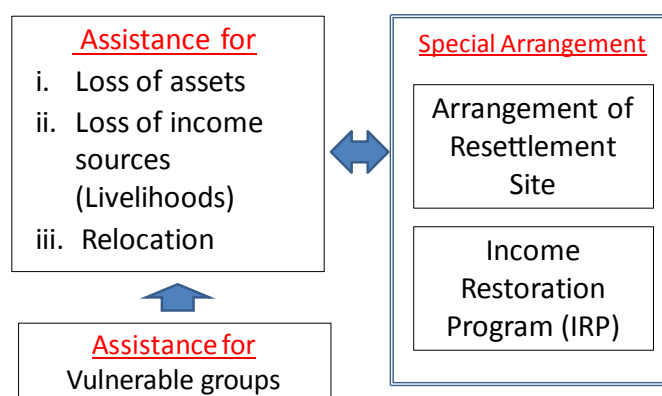 Assistance for
i. Loss of assets
ii. Loss of income
sources
(Livelihoods)
iii. Relocation
Assistance for
Vulnerable groups
Special Arrangement
Arrangement of
Resettlement
Site
Income
Restoration
Program (IRP)